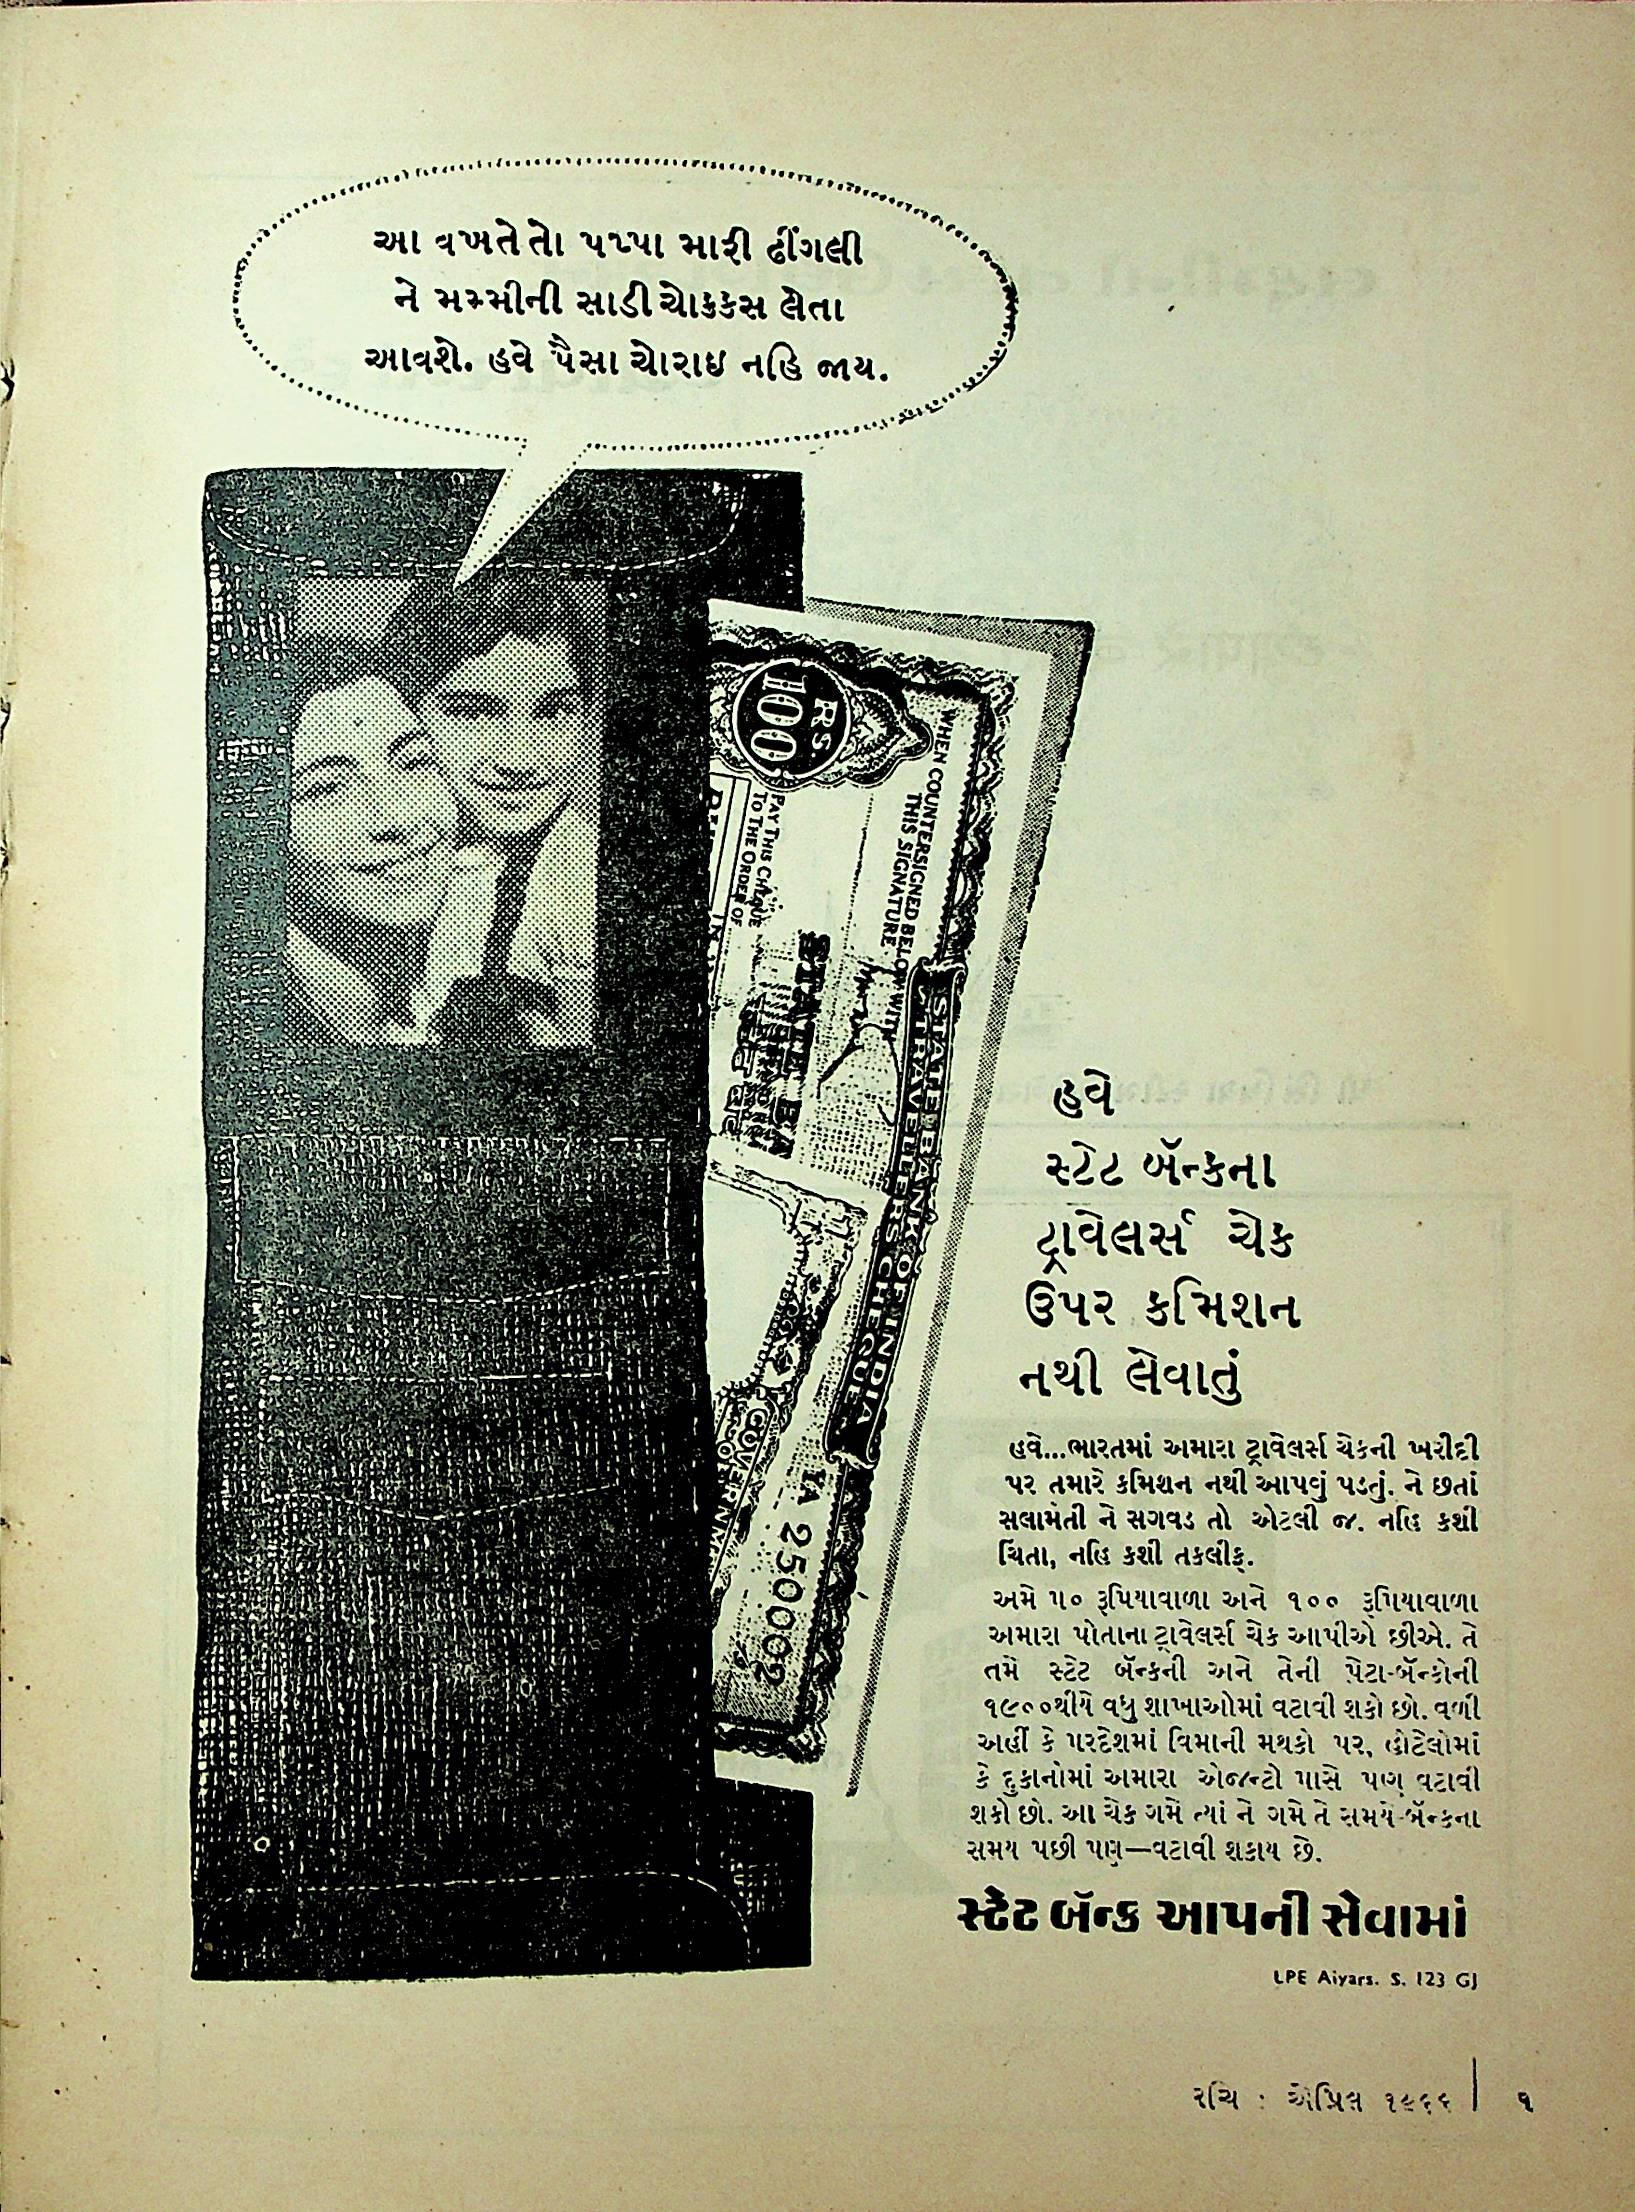 આ વખતે તો પપ્પા મારી ઢીંગલી
ને મમ્મીની સાડી ચોક્કસ લેતા
આવશે. હવે પૈસા ચોરાઇ નહિ જાય.
RS.
100
WHEN COUNTERSIGNED BELOW WITH
THIS SIGNATURE
PAY THIS CHEQUE
TO THE ORDER OF
STATE BANK OF INDIA
TRAVELLERS CHEQUE
TA 250002
હવે
સ્ટેટ બૅન્કના
ટ્રાવેલર્સ ચેક
ઉપર કમિશન
નથી લેવાતું
હવે...ભારતમાં અમારા ટ્રાવેલર્સ ચેકની ખરીદી
પર તમારે કમિશન નથી આપવું પડતું. ને છતાં
સલામતી ને સગવડ તો એટલી જ. નહિ કશી
ચિંતા, નહિ કશી તકલીફ.
અમે ૫૦ રૂપિયાવાળા અને ૧૦૦ રૂપિયાવાળા
અમારા પોતાના ટ્રાવેલર્સ ચેક આપીએ છીએ. તે
તમે સ્ટેટ બૅન્કની અને તેની પેટા-બૅન્કોની
૧૯૦૦થીયે વધુ શાખાઓમાં વટાવી શકો છો. વળી
અહીં કે પરદેશમાં વિમાની મથકો પર, હોટેલોમાં
કે દુકાનોમાં અમારા એજન્ટો પાસે પણ વટાવી
શકો છો. આ ચેક ગમે ત્યાં ને ગમે તે સમયે-બૅન્કના
સમય પછી પણ—વટાવી શકાય છે.
સ્ટેટ બૅન્ક આપની સેવામાં
LPE Aiyars. S. 123 GJ
રુચિ : એપ્રિલ ૧૯૬૬ | ૧